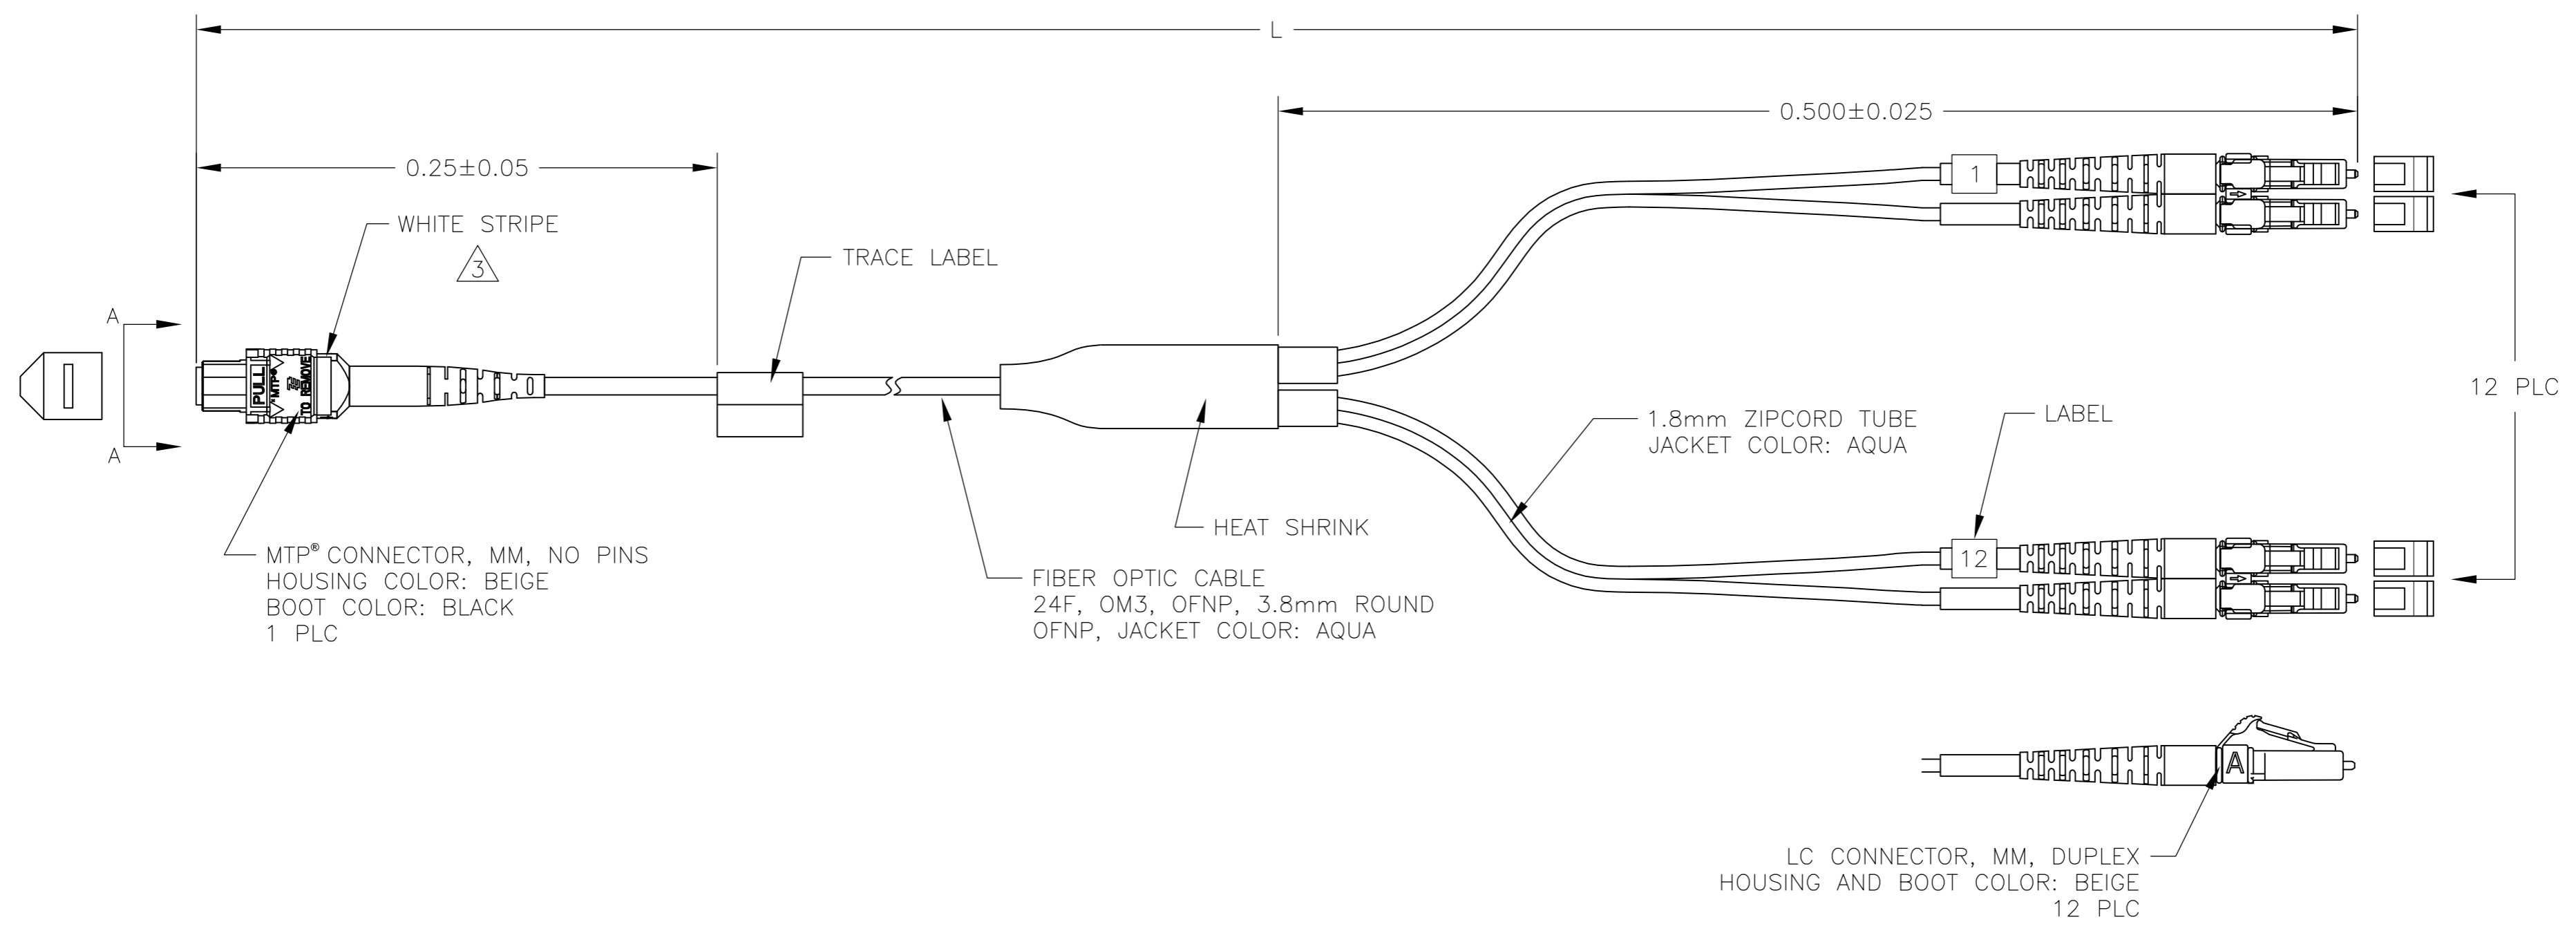 L
0.500±0.025
0.25±0.05
1
WHITE STRIPE
3
TRACE LABEL
A
A
PULL
MTP®
TO REMOVE
12 PLC
1.8mm ZIPCORD TUBE
JACKET COLOR: AQUA
LABEL
HEAT SHRINK
12
MTP® CONNECTOR, MM, NO PINS
HOUSING COLOR: BEIGE
BOOT COLOR: BLACK
1 PLC
FIBER OPTIC CABLE
24F, OM3, OFNP, 3.8mm ROUND
OFNP, JACKET COLOR: AQUA
A
LC CONNECTOR, MM, DUPLEX
HOUSING AND BOOT COLOR: BEIGE
12 PLC